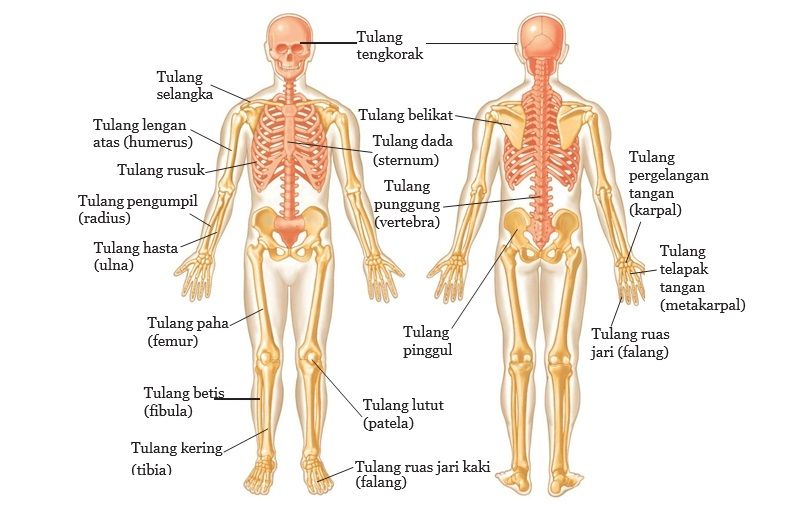 Tulang
tengkorak
Tulang
selangka
Tulang lengan
atas (humerus)
Tulang rusuk
Tulang pengumpil
(radius)
Tulang hasta
(ulna)
Tulang paha
(femur)
Tulang betis
(fibula)
Tulang kering
(tibia)
Tulang belikat
Tulang dada
(sternum)
Tulang
punggung
(vertebra)
Tulang
pinggul
Tulang lutut
(patela)
Tulang ruas jari kaki
(falang)
Tulang
pergelangan
tangan
(karpal)
Tulang
telapak
tangan
(metakarpal)
Tulang ruas
jari (falang)